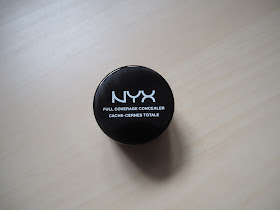 NYX
FULL COVERAGE CONCEALER
CACHE-CERNES TOTALE